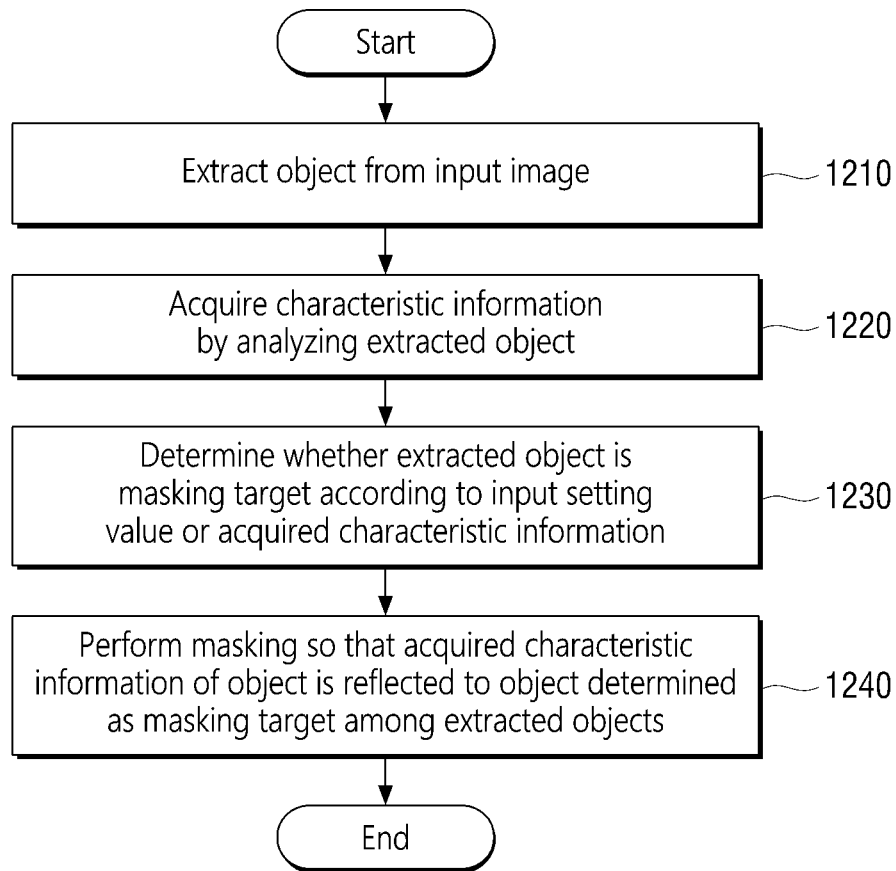 Start
Extract object from input image
1210
Acquire characteristic information
by analyzing extracted object
1220
Determine whether extracted object is
masking target according to input setting
value or acquired characteristic information
1230
Perform masking so that acquired characteristic
information of object is reflected to object determined
as masking target among extracted objects
1240
End